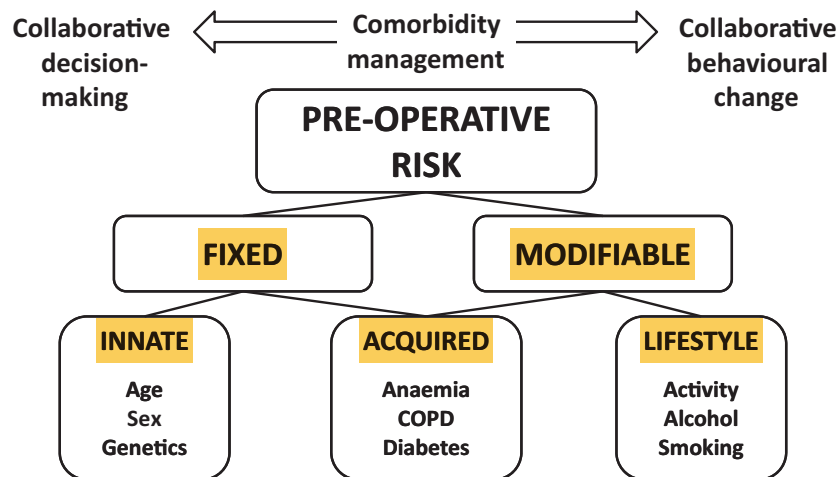 Collaborative
decision-
making
Comorbidity
management
Collaborative
behavioural
change
PRE-OPERATIVE
RISK
FIXED
MODIFIABLE
INNATE
Age
Sex
Genetics
ACQUIRED
Anaemia
COPD
Diabetes
LIFESTYLE
Activity
Alcohol
Smoking